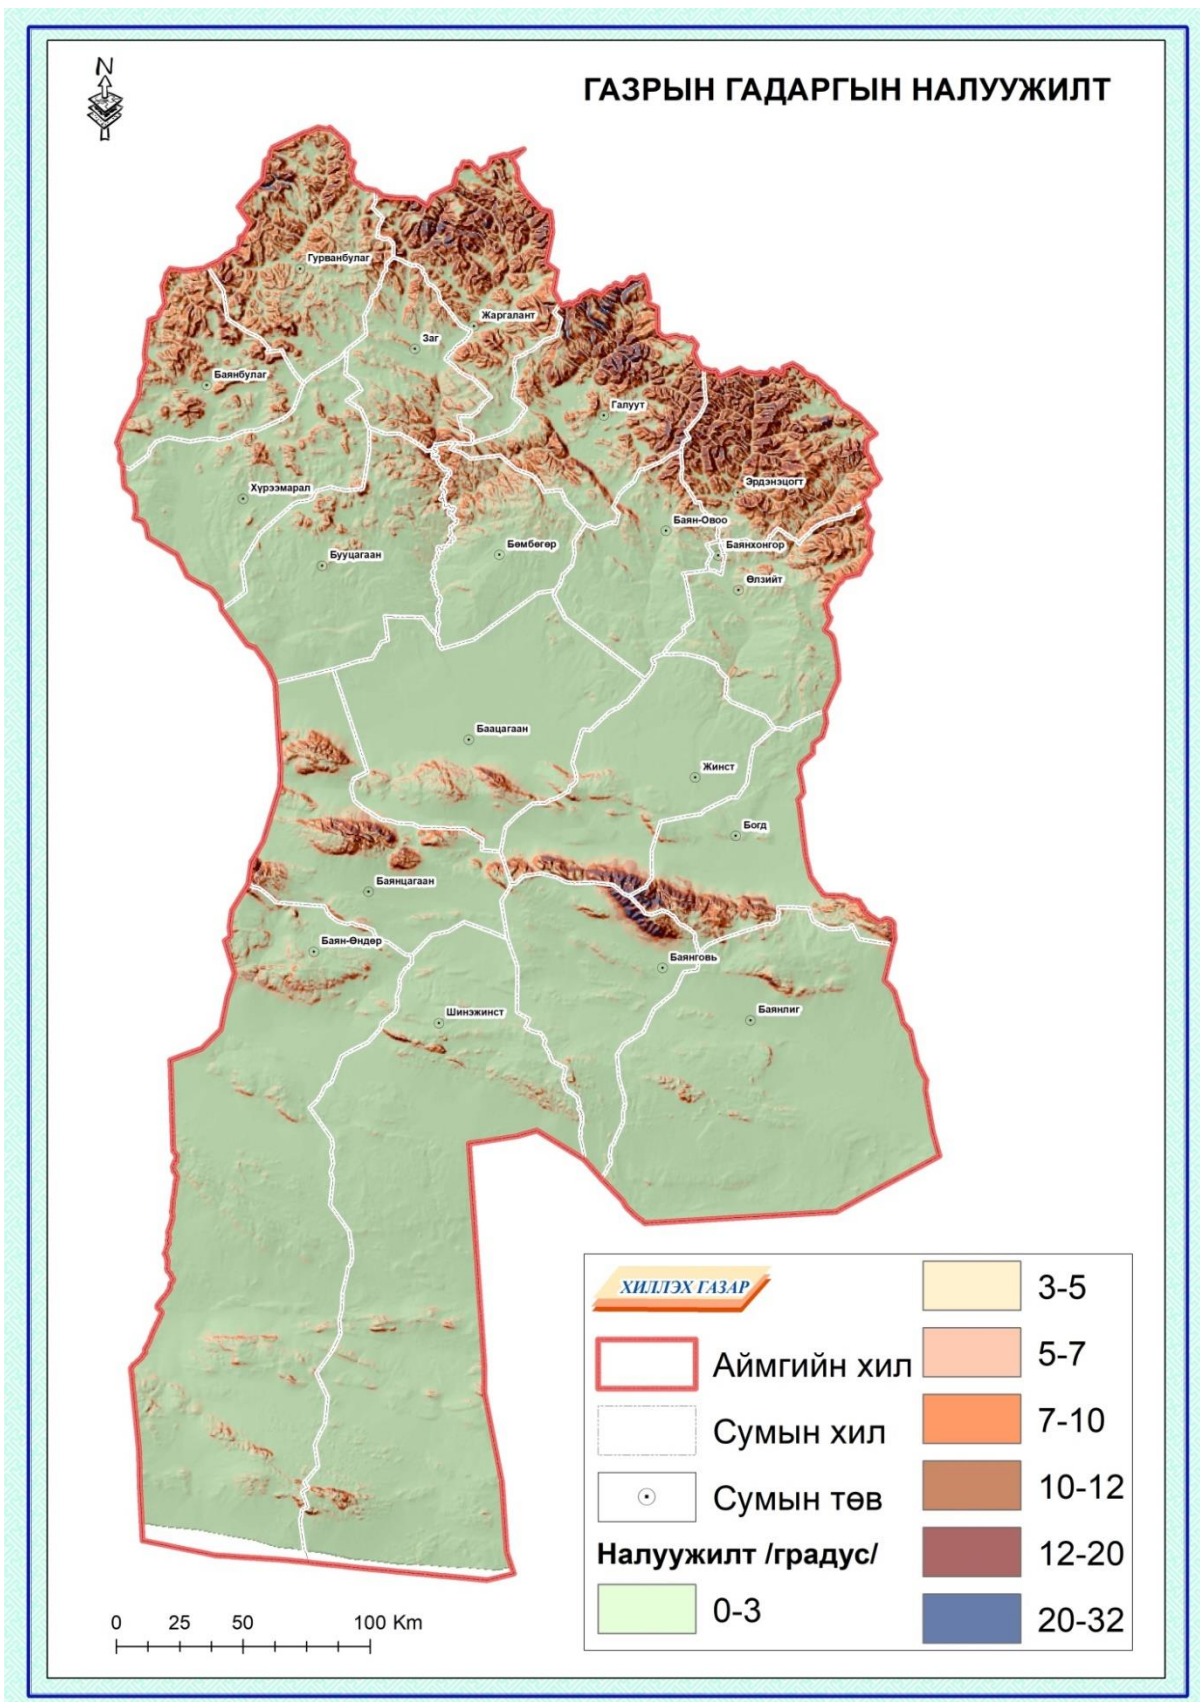 N
ГАЗРЫН ГАДАРГЫН НАЛУУЖИЛТ
Гурванбулаг
Жаргалант
Заг
Баянбулаг
Галуут
Эрдэнэцогт
Хүрээмарал
Баян-Овоо
Бөмбөгөр
Баянхонгор
Бууцагаан
Өлзийт
Баацагаан
Жинст
Богд
Баянцагаан
Баян-Өндөр
Баянговь
Шинэжинст
Баянлиг
ХИЛЛЭХ ГАЗАР
Аймгийн хил
Сумын хил
Сумын төв
Налуужилт /градус/
0-3
3-5
5-7
7-10
10-12
12-20
20-32
0 25 50 100 Km